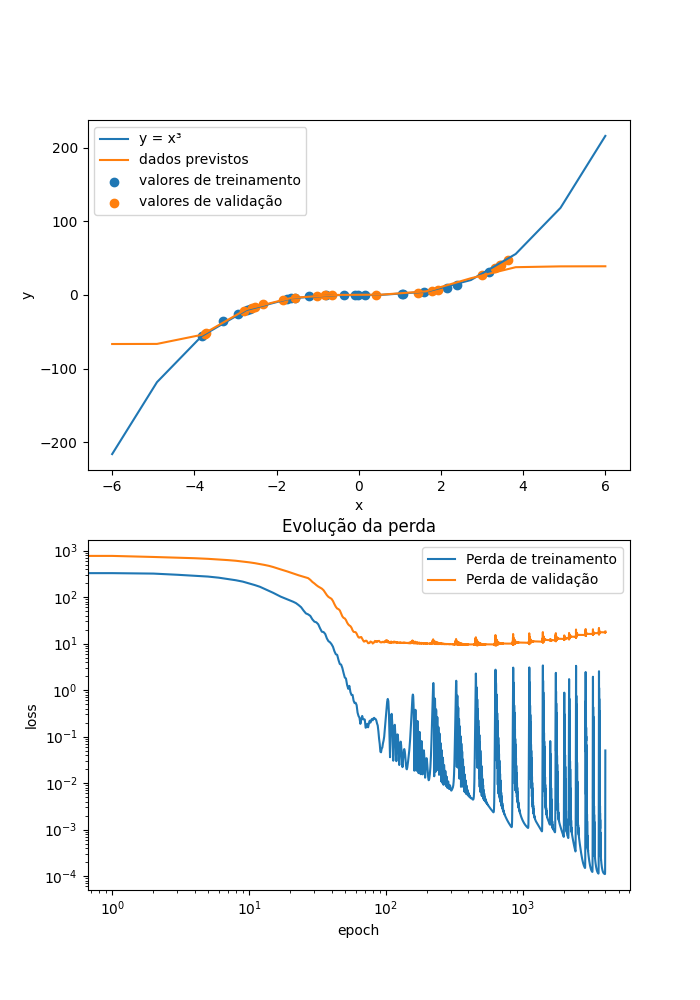 y = x³
dados previstos
valores de treinamento
valores de validação
200
100
0
−100
−200
y
−6 −4 −2 0 2 4 6
x
Evolução da perda
Perda de treinamento
Perda de validação
10³
10²
10¹
10⁰
10⁻¹
10⁻²
10⁻³
10⁻⁴
loss
10⁰ 10¹ 10² 10³
epoch